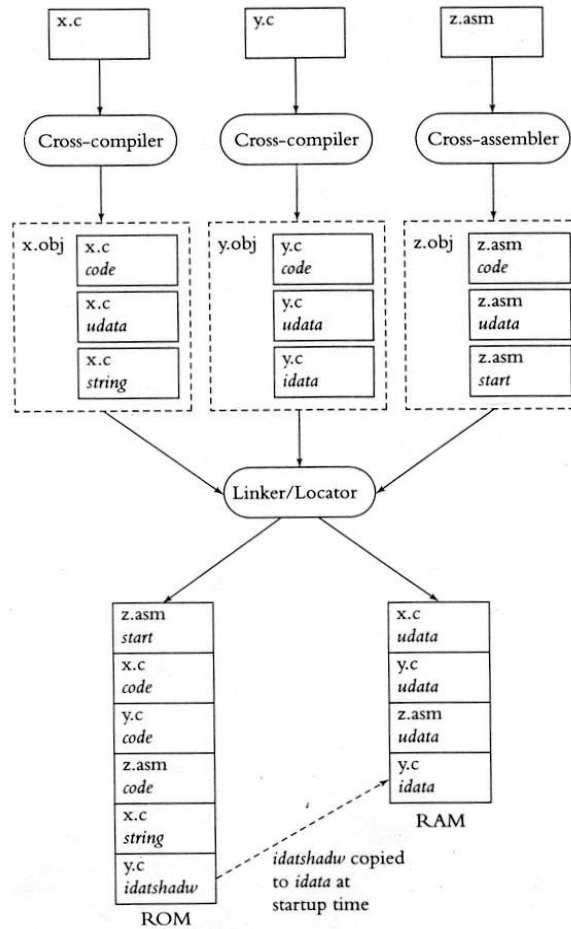 x.c
y.c
z.asm
Cross-compiler
Cross-compiler
Cross-assembler
x.obj
x.c
code
x.c
udata
x.c
string
y.obj
y.c
code
y.c
udata
y.c
idata
z.obj
z.asm
code
z.asm
udata
z.asm
start
Linker/Locator
z.asm
start
x.c
code
y.c
code
z.asm
code
x.c
string
y.c
idatshadw
ROM
x.c
udata
y.c
udata
z.asm
udata
y.c
idata
RAM
idatshadw copied
to idata at
startup time